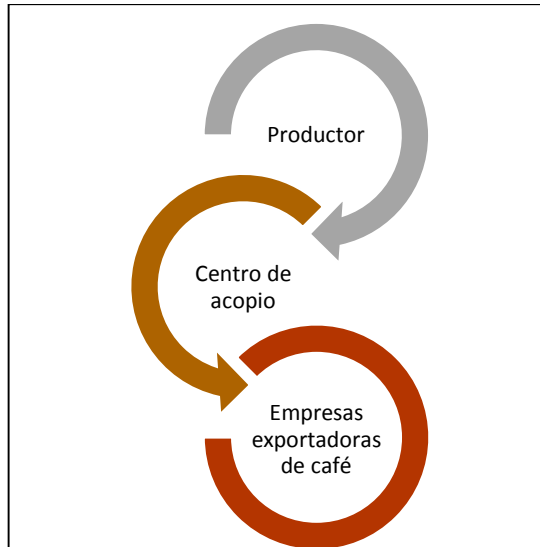 Productor
Centro de
acopio
Empresas
exportadoras
de café